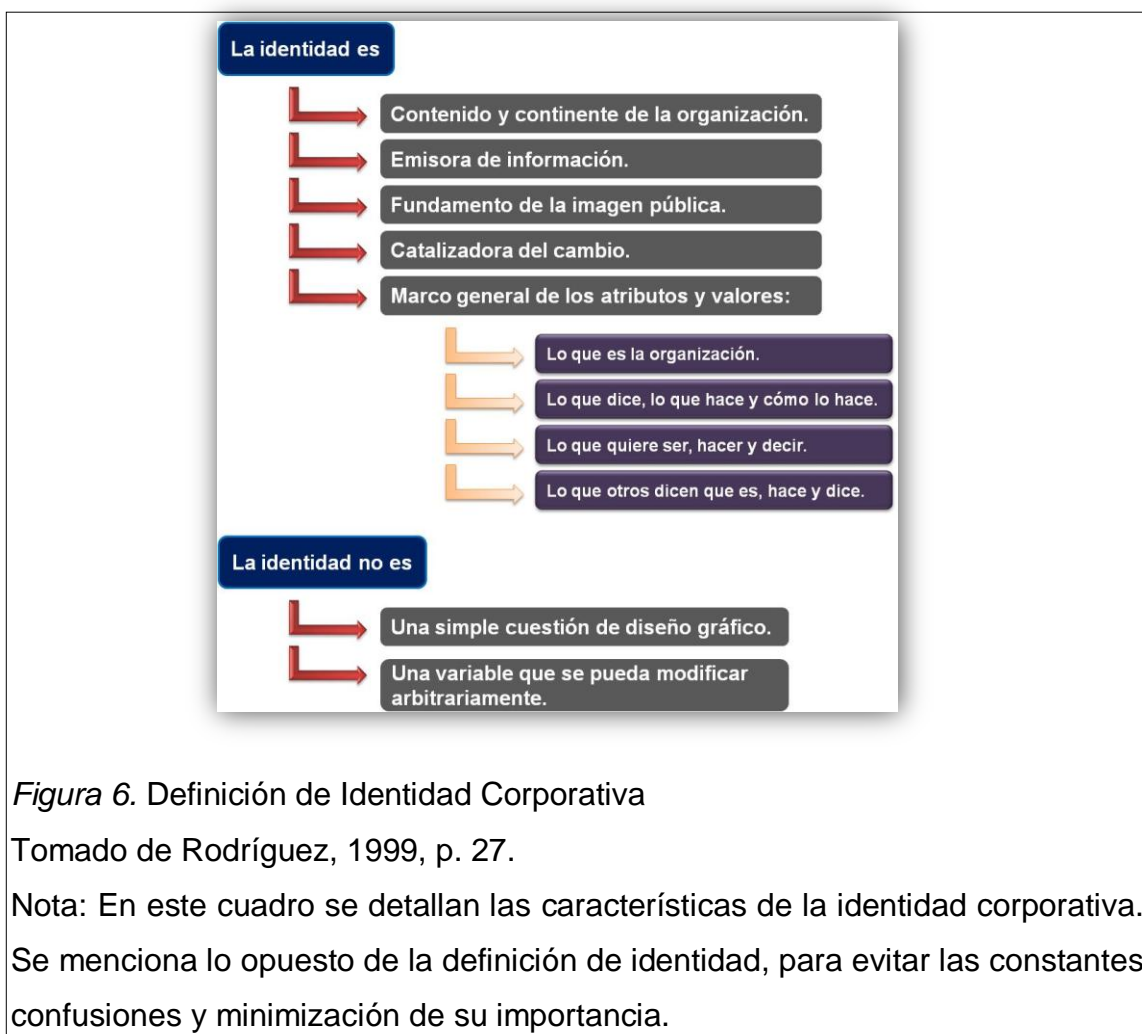 La identidad es
Contenido y continente de la organización.
Emisora de información.
Fundamento de la imagen pública.
Catalizadora del cambio.
Marco general de los atributos y valores:
Lo que es la organización.
Lo que dice, lo que hace y cómo lo hace.
Lo que quiere ser, hacer y decir.
Lo que otros dicen que es, hace y dice.
La identidad no es
Una simple cuestión de diseño gráfico.
Una variable que se pueda modificar
arbitrariamente.
Figura 6. Definición de Identidad Corporativa
Tomado de Rodríguez, 1999, p. 27.
Nota: En este cuadro se detallan las características de la identidad corporativa.
Se menciona lo opuesto de la definición de identidad, para evitar las constantes
confusiones y minimización de su importancia.